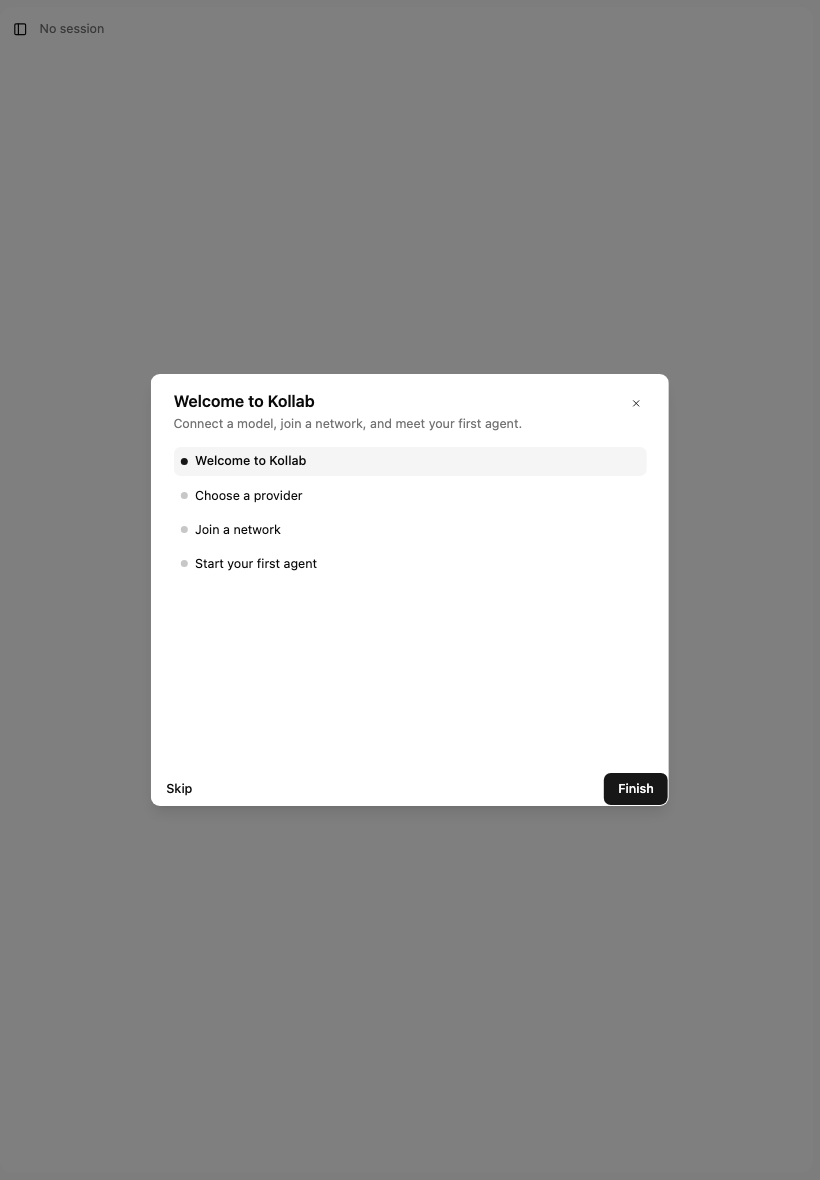 No session
Welcome to Kollab
Connect a model, join a network, and meet your first agent.
Welcome to Kollab
Choose a provider
Join a network
Start your first agent
Skip
Finish